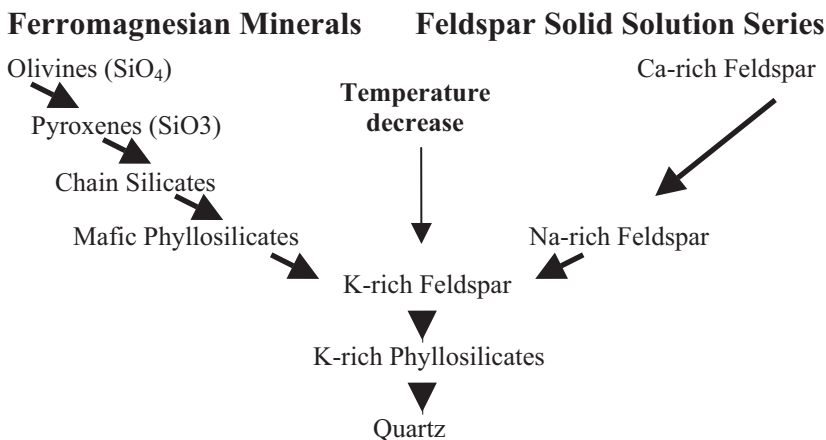 Ferromagnesian Minerals
Feldspar Solid Solution Series
Olivines (SiO₄)
Ca-rich Feldspar
Temperature
decrease
Pyroxenes (SiO3)
Chain Silicates
Mafic Phyllosilicates
Na-rich Feldspar
K-rich Feldspar
K-rich Phyllosilicates
Quartz